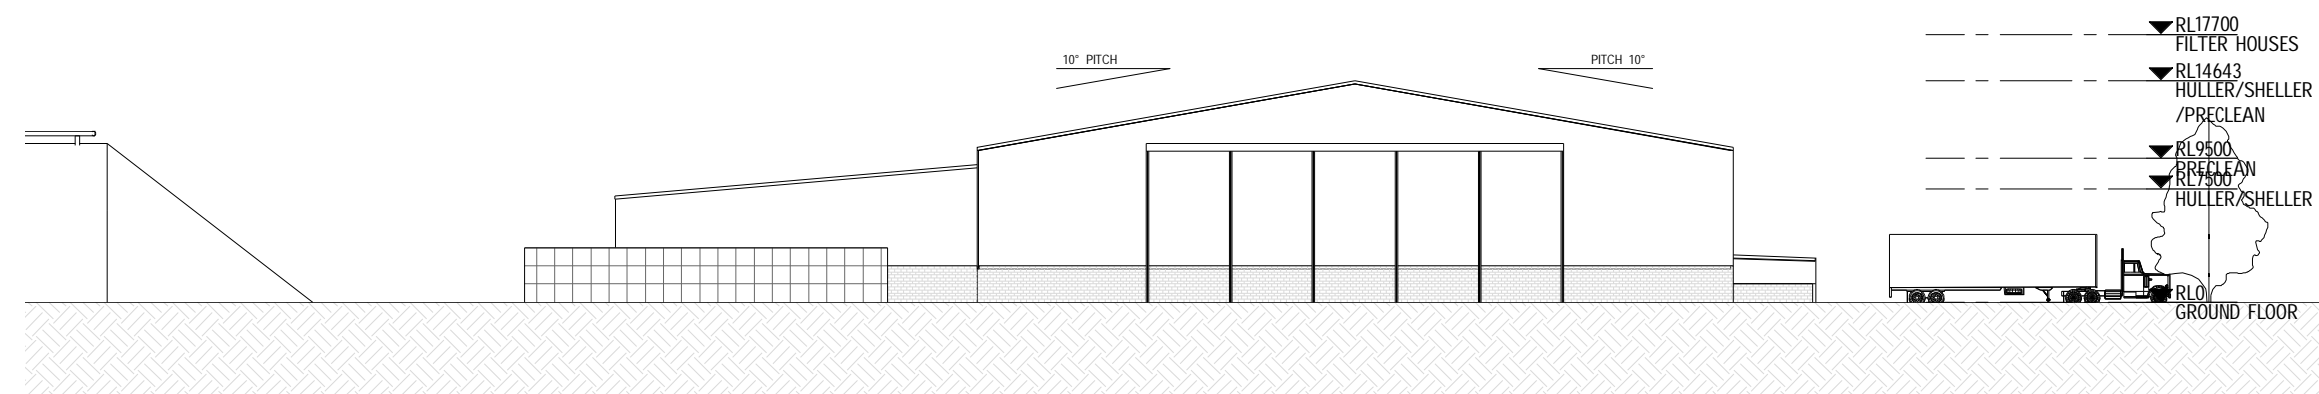 10° PITCH
PITCH 10°
RL17700
FILTER HOUSES
RL14643
HULLER/SHELLER
/PRECLEAN
RL9500
PRECLEAN
RL7500
HULLER/SHELLER
RL0
GROUND FLOOR